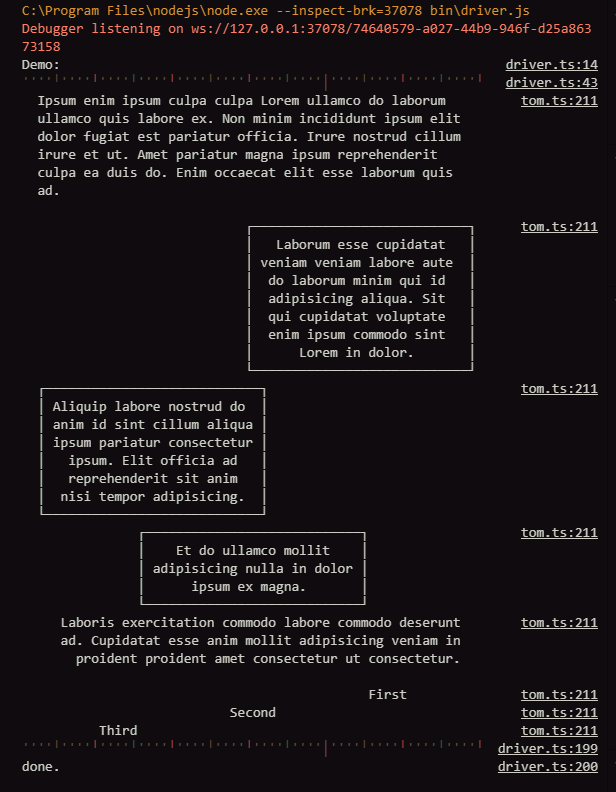 C:\Program Files\nodejs\node.exe --inspect-brk=37078 bin\driver.js
Debugger listening on ws://127.0.0.1:37078/74640579-a027-44b9-946f-d25a863
73158
Demo: driver.ts:14
driver.ts:43
Ipsum enim ipsum culpa culpa Lorem ullamco do laborum tom.ts:211
ullamco quis labore ex. Non minim incididunt ipsum elit
dolor fugiat est pariatur officia. Irure nostrud cillum
irure et ut. Amet pariatur magna ipsum reprehenderit
culpa ea duis do. Enim occaecat elit esse laborum quis
ad.
tom.ts:211
Laborum esse cupidatat
veniam veniam labore aute
do laborum minim qui id
adipisicing aliqua. Sit
qui cupidatat voluptate
enim ipsum commodo sint
Lorem in dolor.
tom.ts:211
Aliquip labore nostrud do
anim id sint cillum aliqua
ipsum pariatur consectetur
ipsum. Elit officia ad
reprehenderit sit anim
nisi tempor adipisicing.
tom.ts:211
Et do ullamco mollit
adipisicing nulla in dolor
ipsum ex magna.
Laboris exercitation commodo labore commodo deserunt tom.ts:211
ad. Cupidatat esse anim mollit adipisicing veniam in
proident proident amet consectetur ut consectetur.
First tom.ts:211
Second tom.ts:211
Third tom.ts:211
driver.ts:199
done. driver.ts:200